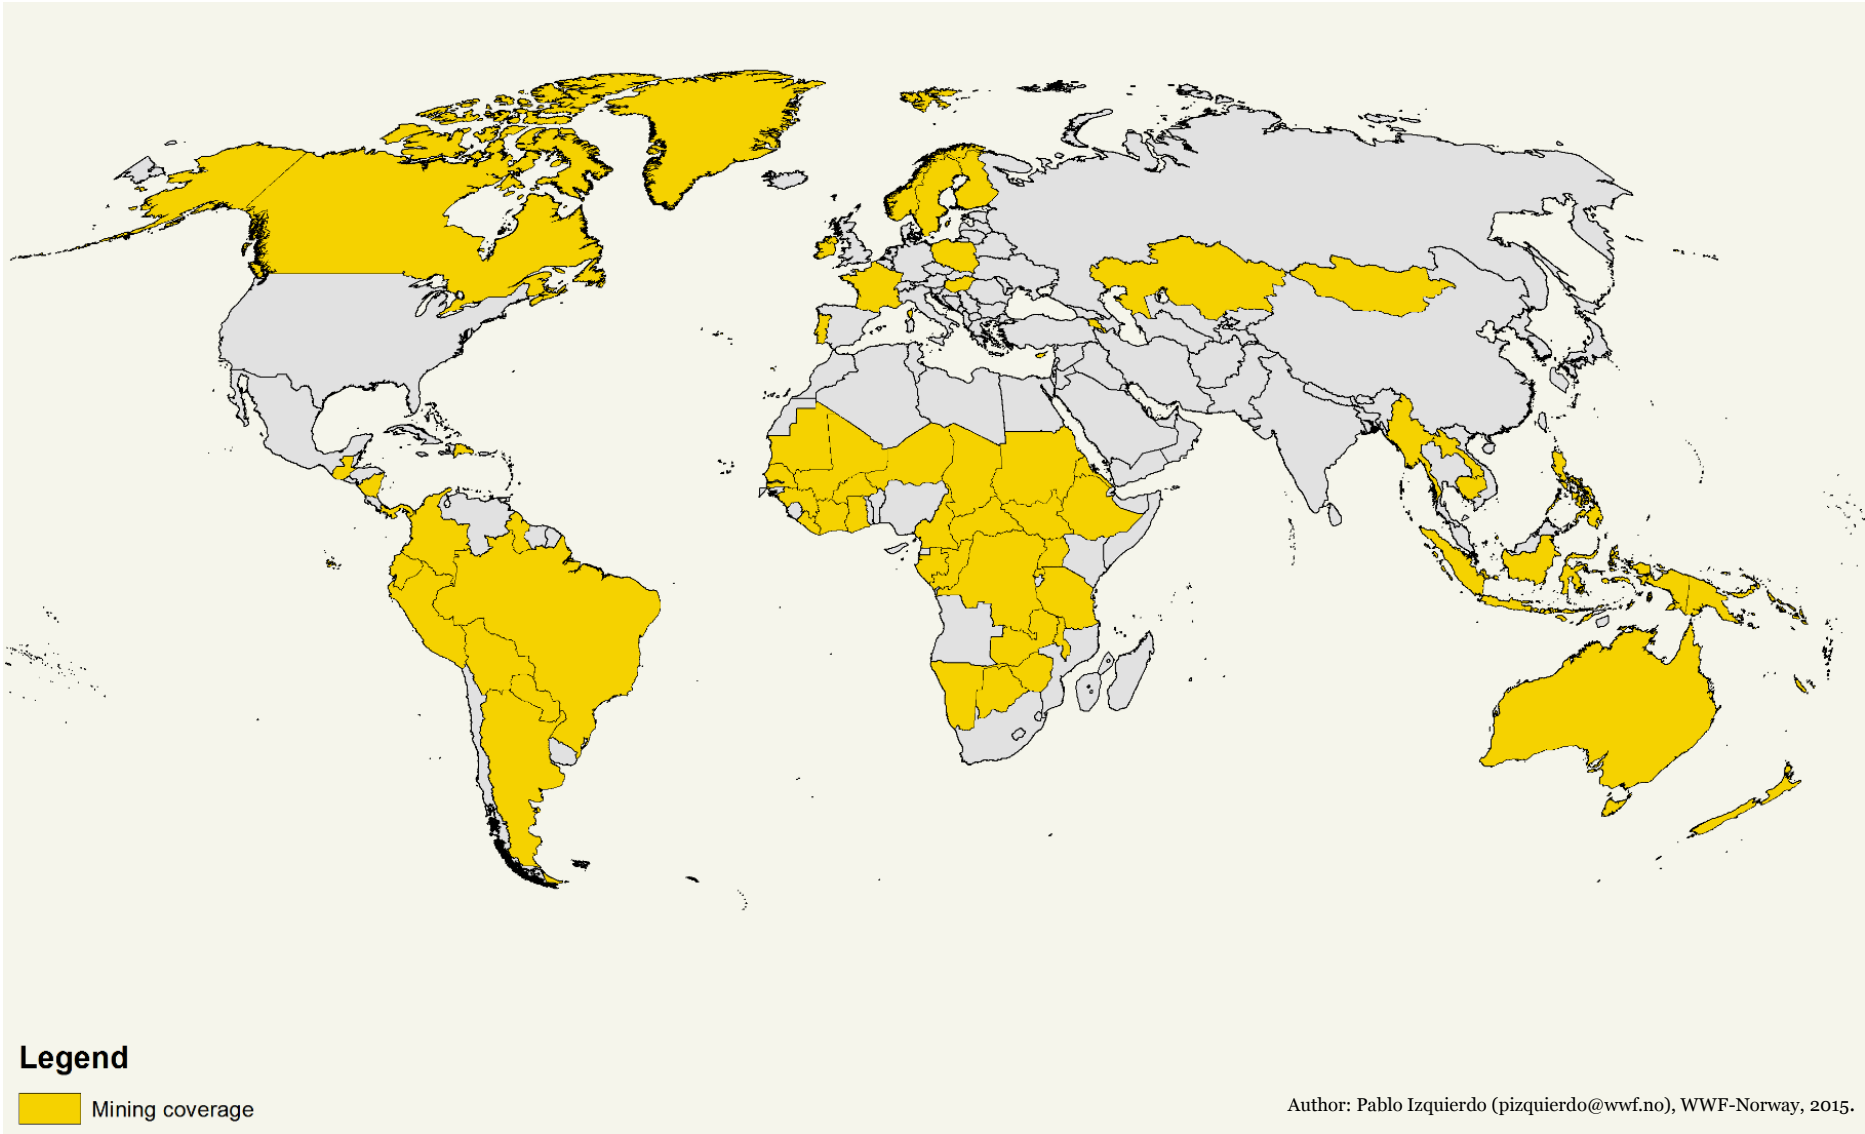 Legend
Mining coverage
Author: Pablo Izquierdo (pizquierdo@wwf.no), WWF-Norway, 2015.